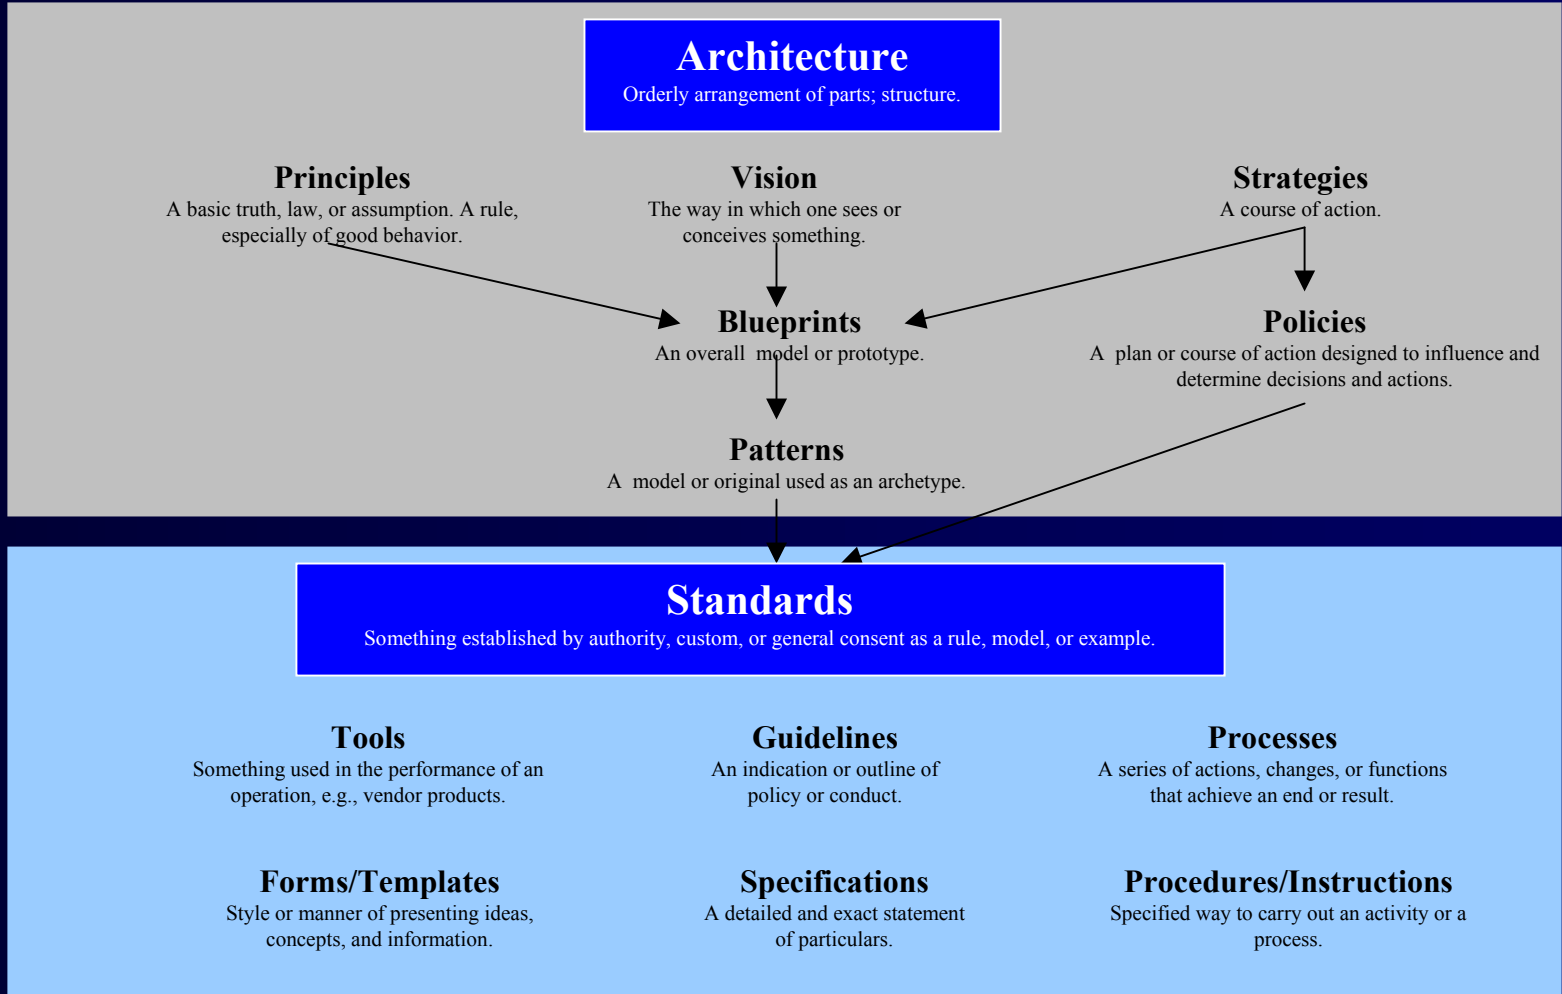 Architecture
Orderly arrangement of parts; structure.
Principles
A basic truth, law, or assumption. A rule,
especially of good behavior.
Vision
The way in which one sees or
conceives something.
Strategies
A course of action.
Blueprints
An overall  model or prototype.
Policies
A  plan or course of action designed to influence and
determine decisions and actions.
Patterns
A  model or original used as an archetype.
Standards
Something established by authority, custom, or general consent as a rule, model, or example.
Tools
Something used in the performance of an
operation, e.g., vendor products.
Guidelines
An indication or outline of
policy or conduct.
Processes
A series of actions, changes, or functions
that achieve an end or result.
Forms/Templates
Style or manner of presenting ideas,
concepts, and information.
Specifications
A detailed and exact statement
of particulars.
Procedures/Instructions
Specified way to carry out an activity or a
process.